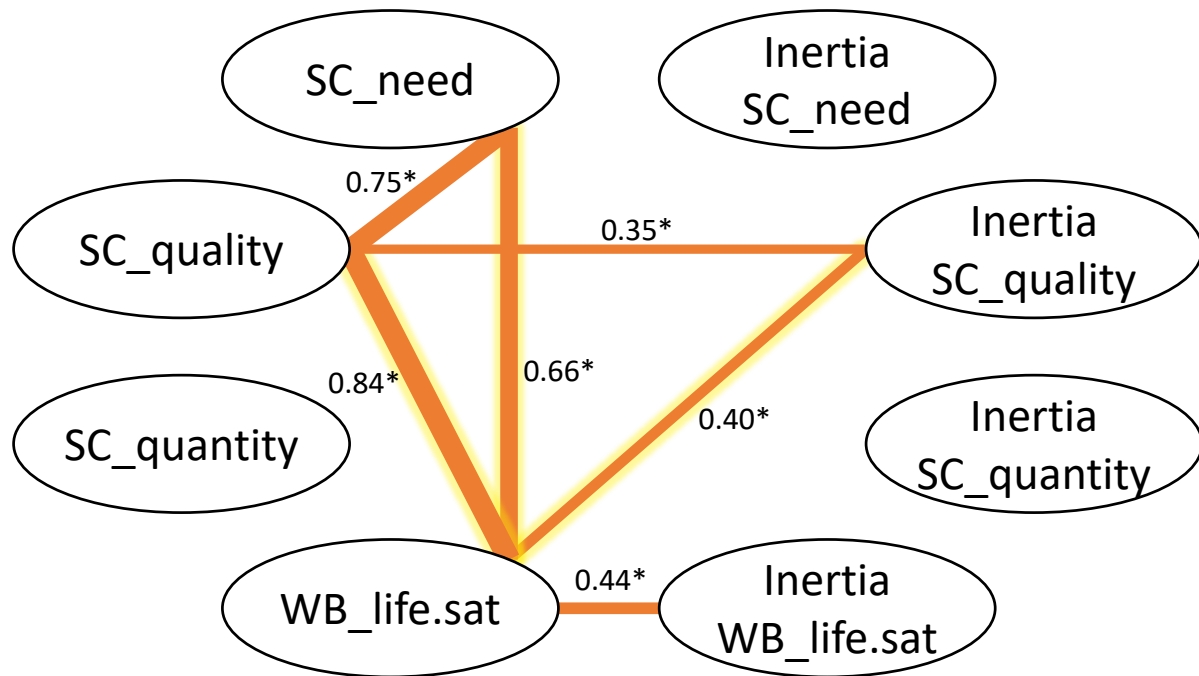 SC_need
Inertia
SC_need
0.75*
SC_quality
0.35*
Inertia
SC_quality
0.84*
0.66*
0.40*
SC_quantity
Inertia
SC_quantity
WB_life.sat
0.44*
Inertia
WB_life.sat